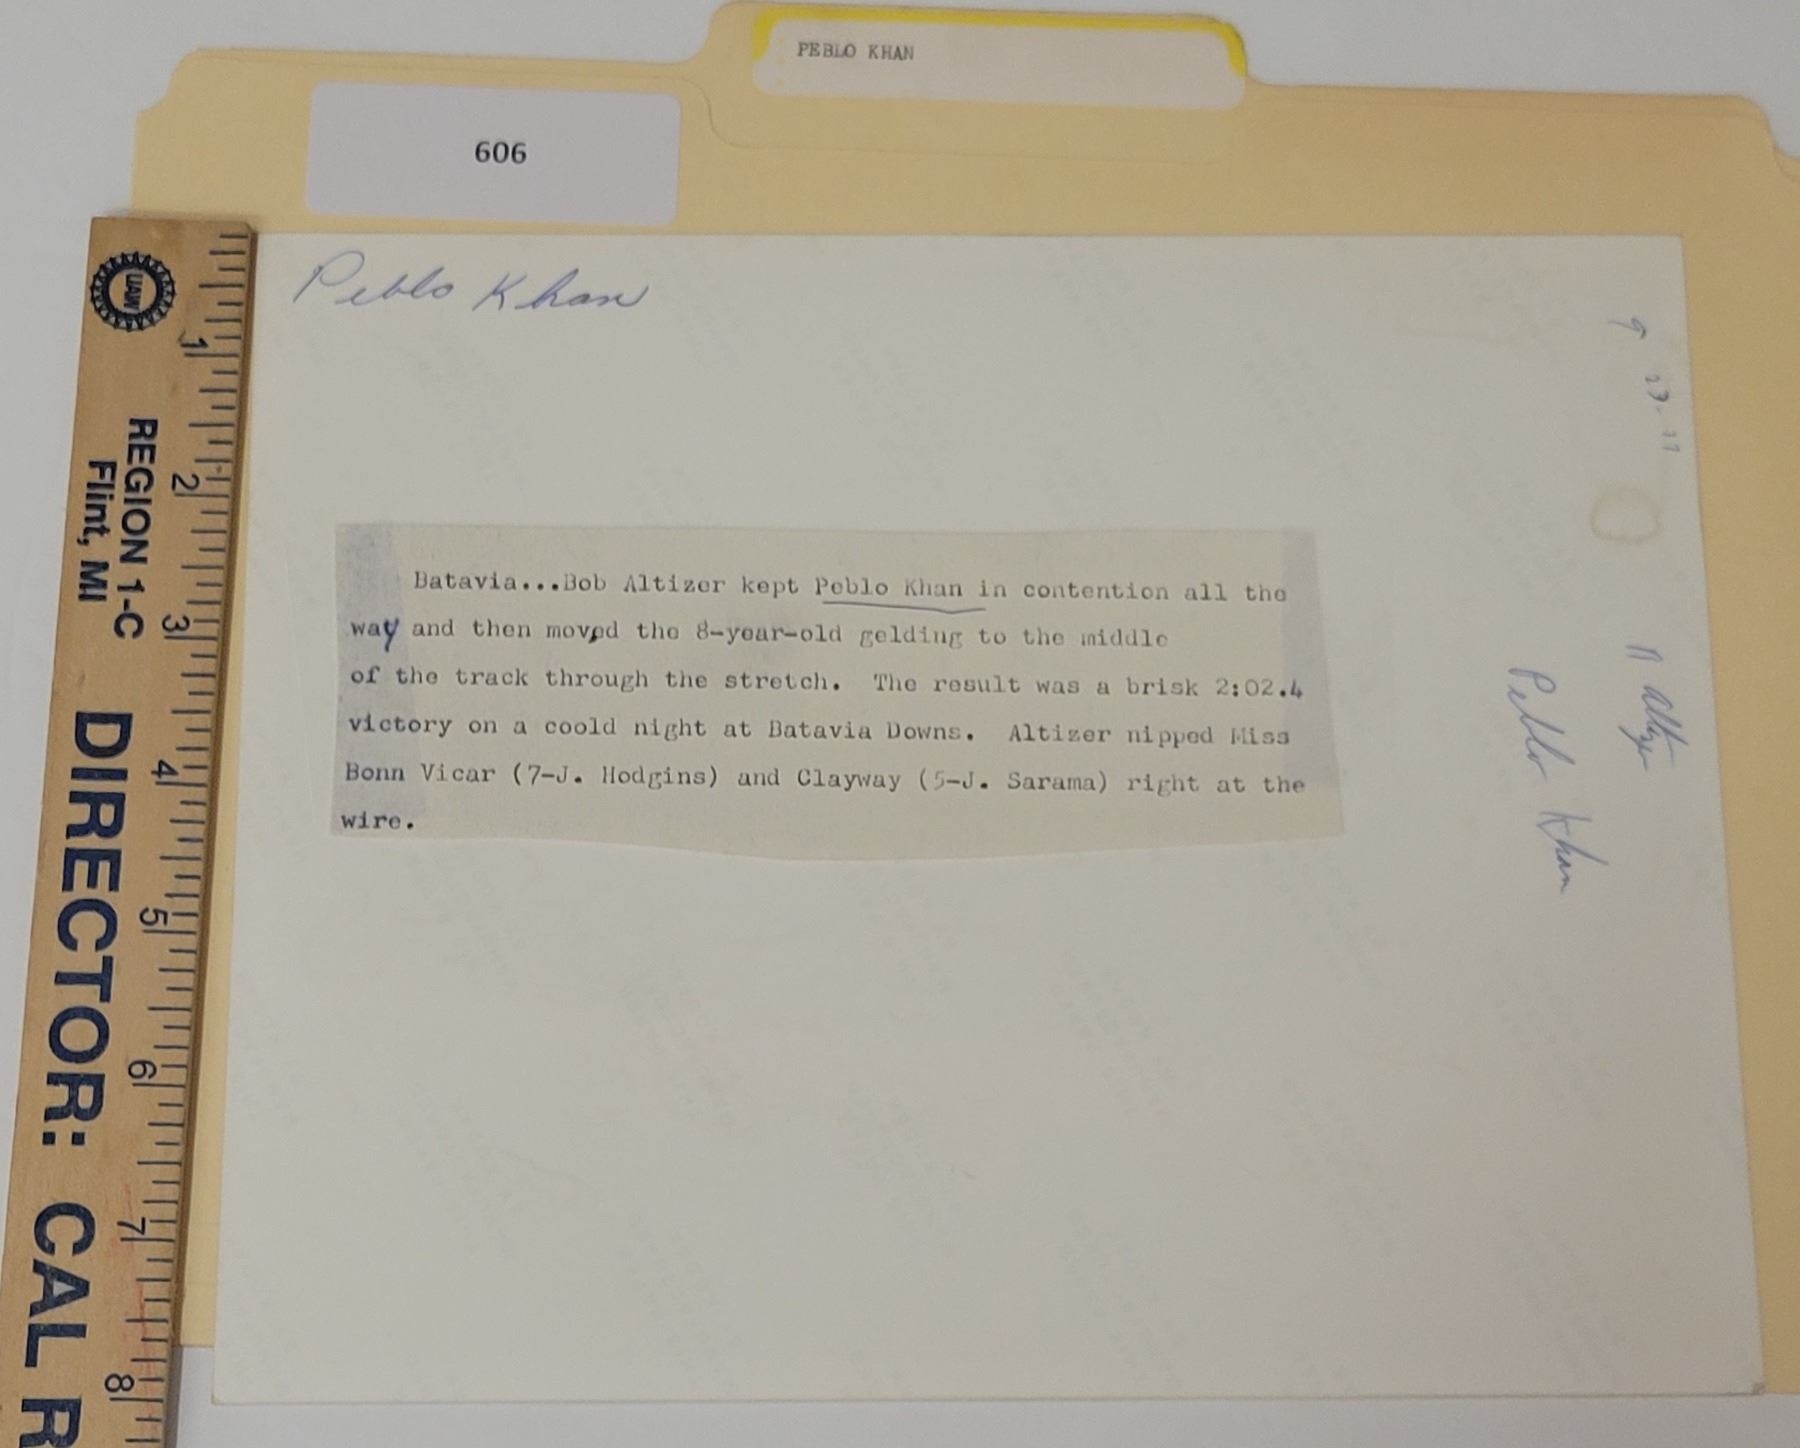 PEBLO KHAN
606
Peblo Khan
Batavia...Bob Altizer kept Peblo Khan in contention all the
way and then moved the 8-year-old gelding to the middle
of the track through the stretch. The result was a brisk 2:02.4
victory on a coold night at Batavia Downs. Altizer nipped Miss
Bonn Vicar (7-J. Hodgins) and Clayway (5-J. Sarama) right at the
wire.
Peblo Khan
UAW
REGION 1-C
Flint, MI
DIRECTOR: CAL R
1
2
3
4
5
6
7
8